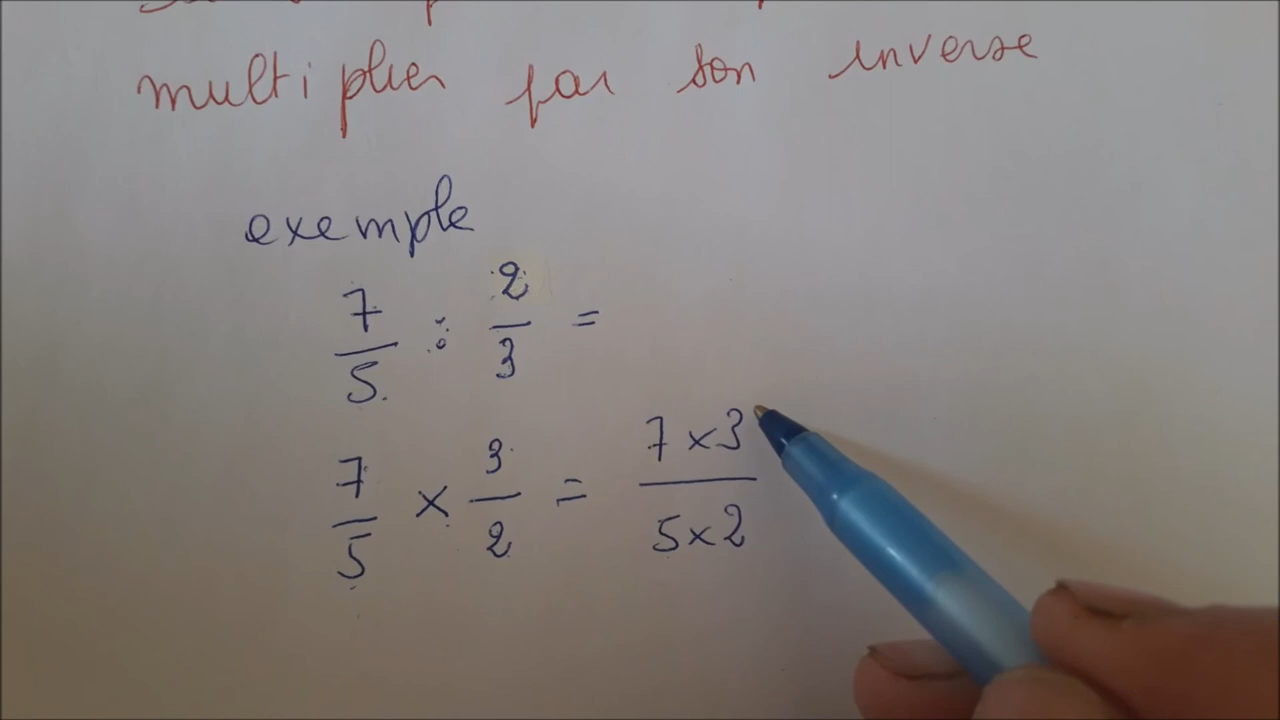 multiplier par son inverse
exemple
7/5 ÷ 2/3 =
7/5 × 3/2 = 7×3/5×2